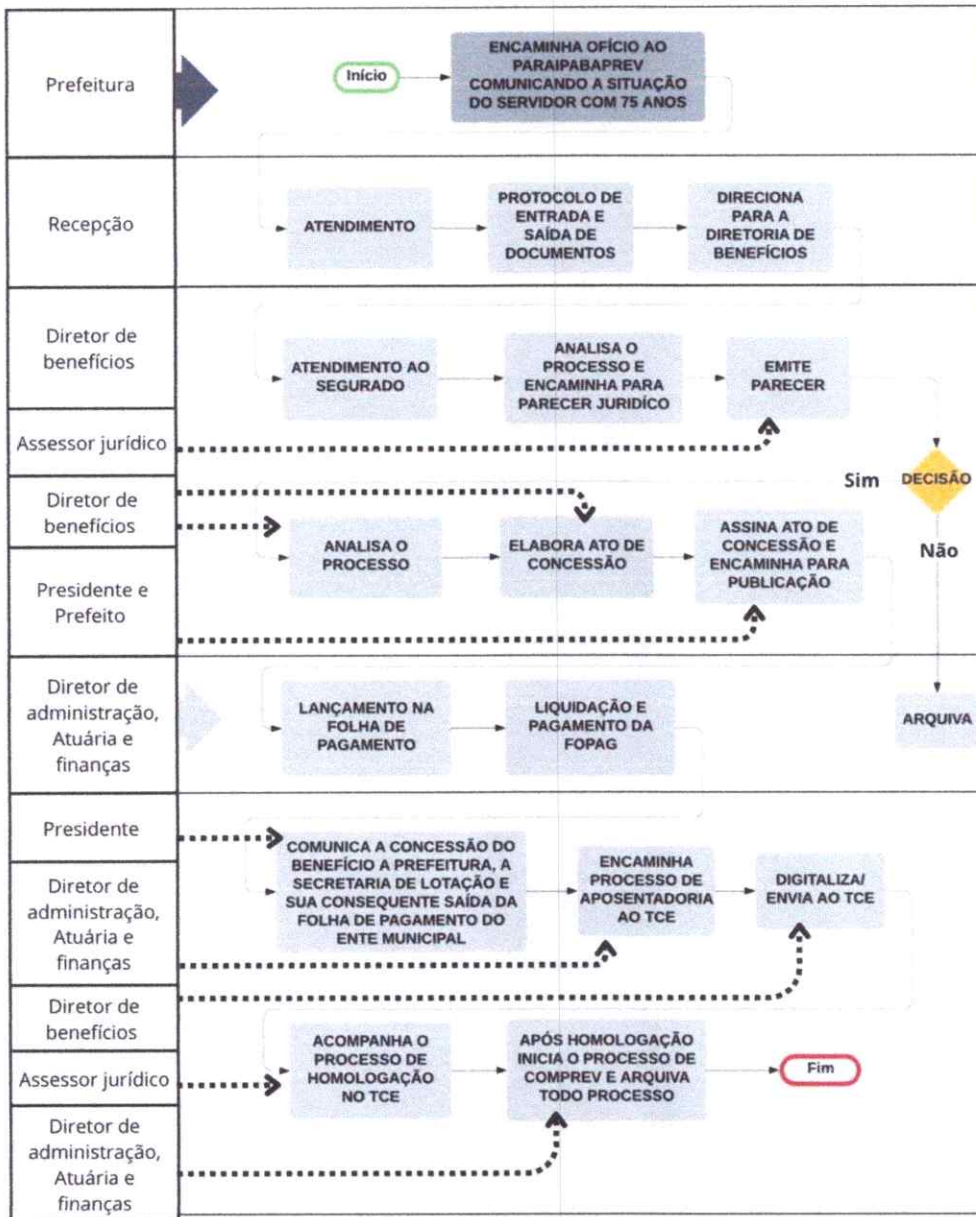 Prefeitura
Início
ENCAMINHA OFÍCIO AO
PARAIPABAPREV
COMUNICANDO A SITUAÇÃO
DO SERVIDOR COM 75 ANOS
Recepção
ATENDIMENTO
PROTOCOLO DE
ENTRADA E
SAÍDA DE
DOCUMENTOS
DIRECIONA
PARA A
DIRETORIA DE
BENEFÍCIOS
Diretor de
benefícios
ATENDIMENTO AO
SEGURADO
ANALISA O
PROCESSO E
ENCAMINHA PARA
PARECER JURIDÍCO
EMITE
PARECER
Assessor jurídico
Sim
DECISÃO
Não
Diretor de
benefícios
ANALISA O
PROCESSO
ELABORA ATO DE
CONCESSÃO
ASSINA ATO DE
CONCESSÃO E
ENCAMINHA PARA
PUBLICAÇÃO
Presidente e
Prefeito
Diretor de
administração,
Atuária e
finanças
LANÇAMENTO NA
FOLHA DE
PAGAMENTO
LIQUIDAÇÃO E
PAGAMENTO DA
FOPAG
ARQUIVA
Presidente
COMUNICA A CONCESSÃO DO
BENEFÍCIO A PREFEITURA, A
SECRETARIA DE LOTAÇÃO E
SUA CONSEQUENTE SAÍDA DA
FOLHA DE PAGAMENTO DO
ENTE MUNICIPAL
ENCAMINHA
PROCESSO DE
APOSENTADORIA
AO TCE
DIGITALIZA/
ENVIA AO TCE
Diretor de
administração,
Atuária e
finanças
Diretor de
benefícios
Assessor jurídico
ACOMPANHA O
PROCESSO DE
HOMOLOGAÇÃO
NO TCE
APÓS HOMOLOGAÇÃO
INICIA O PROCESSO DE
COMPREV E ARQUIVA
TODO PROCESSO
Fim
Diretor de
administração,
Atuária e
finanças